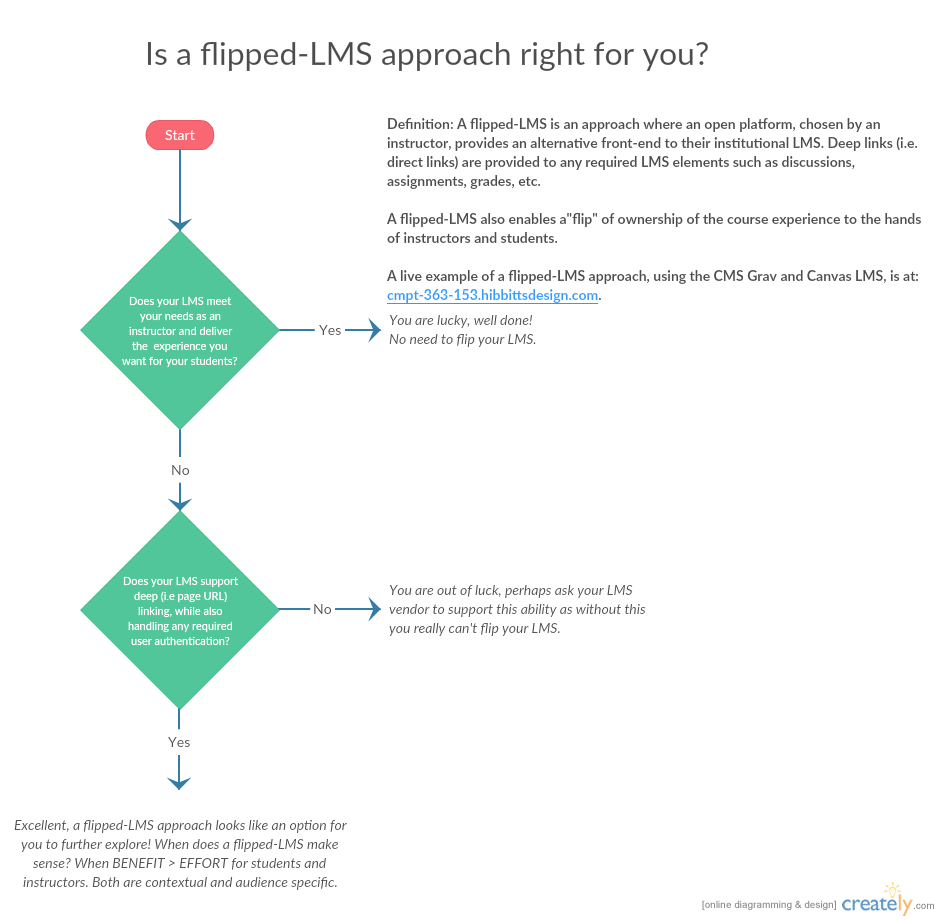 Is a flipped-LMS approach right for you?
Start
Definition: A flipped-LMS is an approach where an open platform, chosen by an
instructor, provides an alternative front-end to their institutional LMS. Deep links (i.e.
direct links) are provided to any required LMS elements such as discussions,
assignments, grades, etc.
A flipped-LMS also enables a"flip" of ownership of the course experience to the hands
of instructors and students.
A live example of a flipped-LMS approach, using the CMS Grav and Canvas LMS, is at:
cmpt-363-153.hibbittsdesign.com.
Does your LMS meet
your needs as an
instructor and deliver
the experience you
want for your students?
Yes
You are lucky, well done!
No need to flip your LMS.
No
Does your LMS support
deep (i.e page URL)
linking, while also
handling any required
user authentication?
No
You are out of luck, perhaps ask your LMS
vendor to support this ability as without this
you really can't flip your LMS.
Yes
Excellent, a flipped-LMS approach looks like an option for
you to further explore! When does a flipped-LMS make
sense? When BENEFIT > EFFORT for students and
instructors. Both are contextual and audience specific.
[online diagramming & design] creately.com